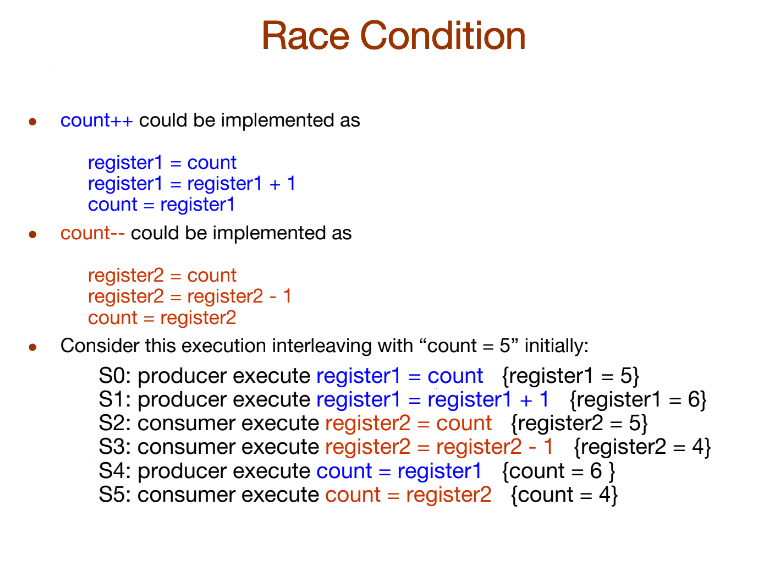 Race Condition
• count++ could be implemented as
register1 = count
register1 = register1 + 1
count = register1
• count-- could be implemented as
register2 = count
register2 = register2 - 1
count = register2
• Consider this execution interleaving with “count = 5” initially:
S0: producer execute register1 = count {register1 = 5}
S1: producer execute register1 = register1 + 1 {register1 = 6}
S2: consumer execute register2 = count {register2 = 5}
S3: consumer execute register2 = register2 - 1 {register2 = 4}
S4: producer execute count = register1 {count = 6 }
S5: consumer execute count = register2 {count = 4}